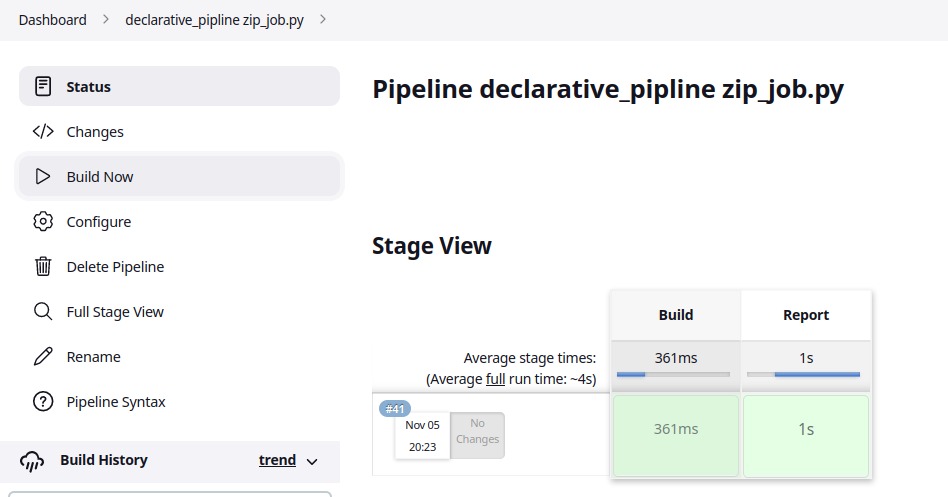 Dashboard > declarative_pipline zip_job.py >
Status
Changes
Build Now
Configure
Delete Pipeline
Full Stage View
Rename
Pipeline Syntax
Build History trend
Pipeline declarative_pipline zip_job.py
Stage View
Build Report
Average stage times: 361ms 1s
(Average full run time: ~4s)
#41
Nov 05
20:23
No
Changes
361ms 1s